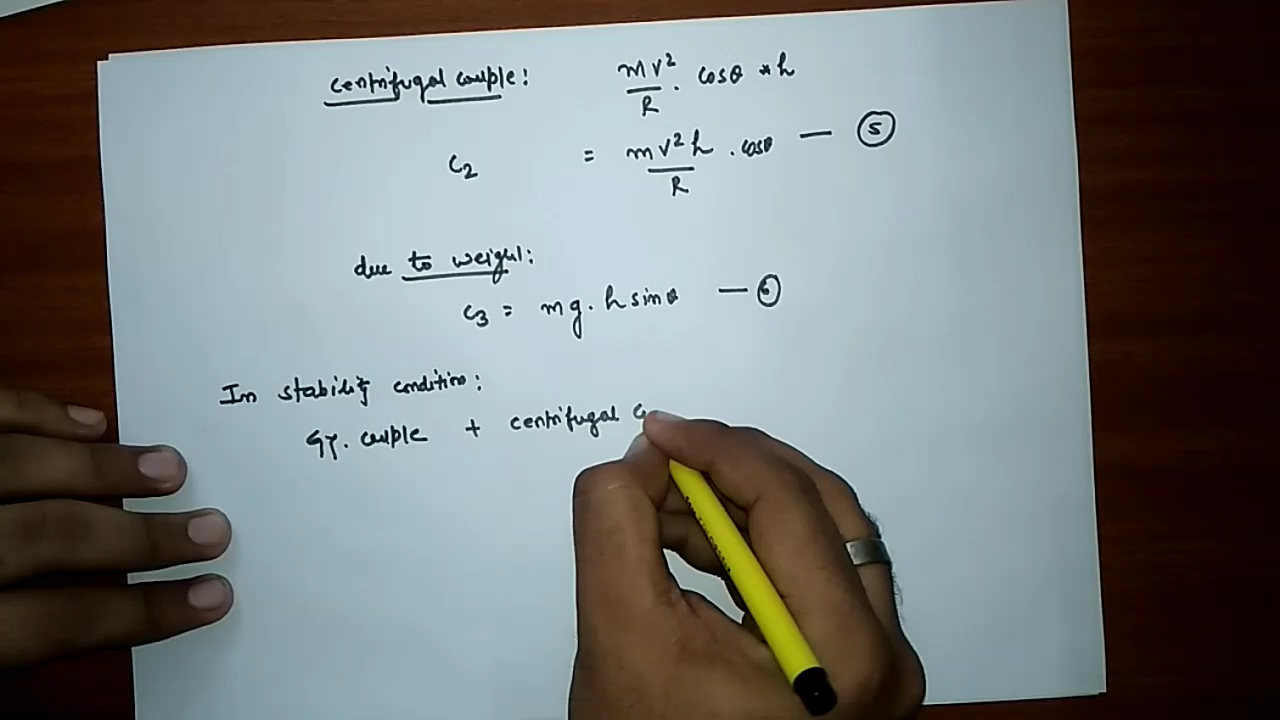 centrifugal couple: mv²/R . cosθ * h
C₂ = mv²h/R . cosθ — ⑤
due to weight:
C₃ = mg. h sinθ — ⑥
In stability condition:
Gy. couple + centrifugal